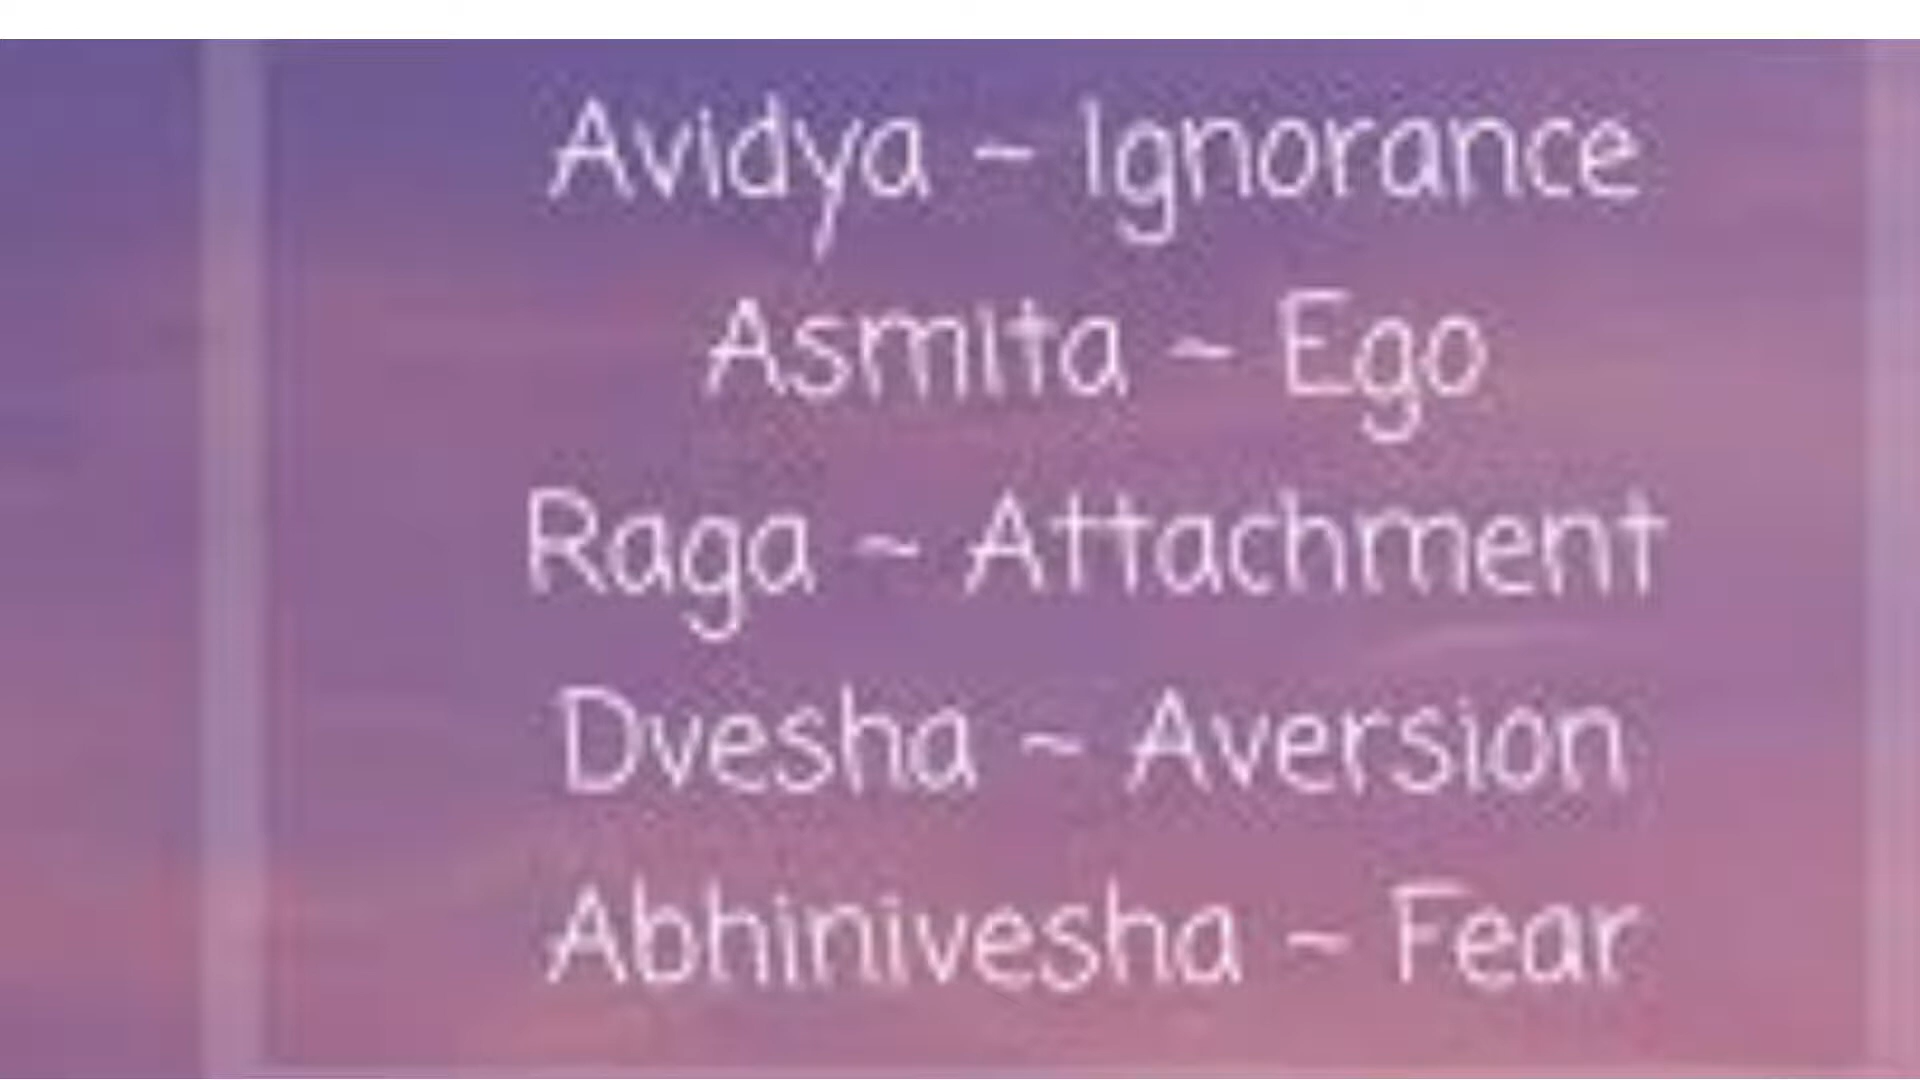 Avidya ~ Ignorance
Asmita ~ Ego
Raga ~ Attachment
Dvesha ~ Aversion
Abhinivesha ~ Fear